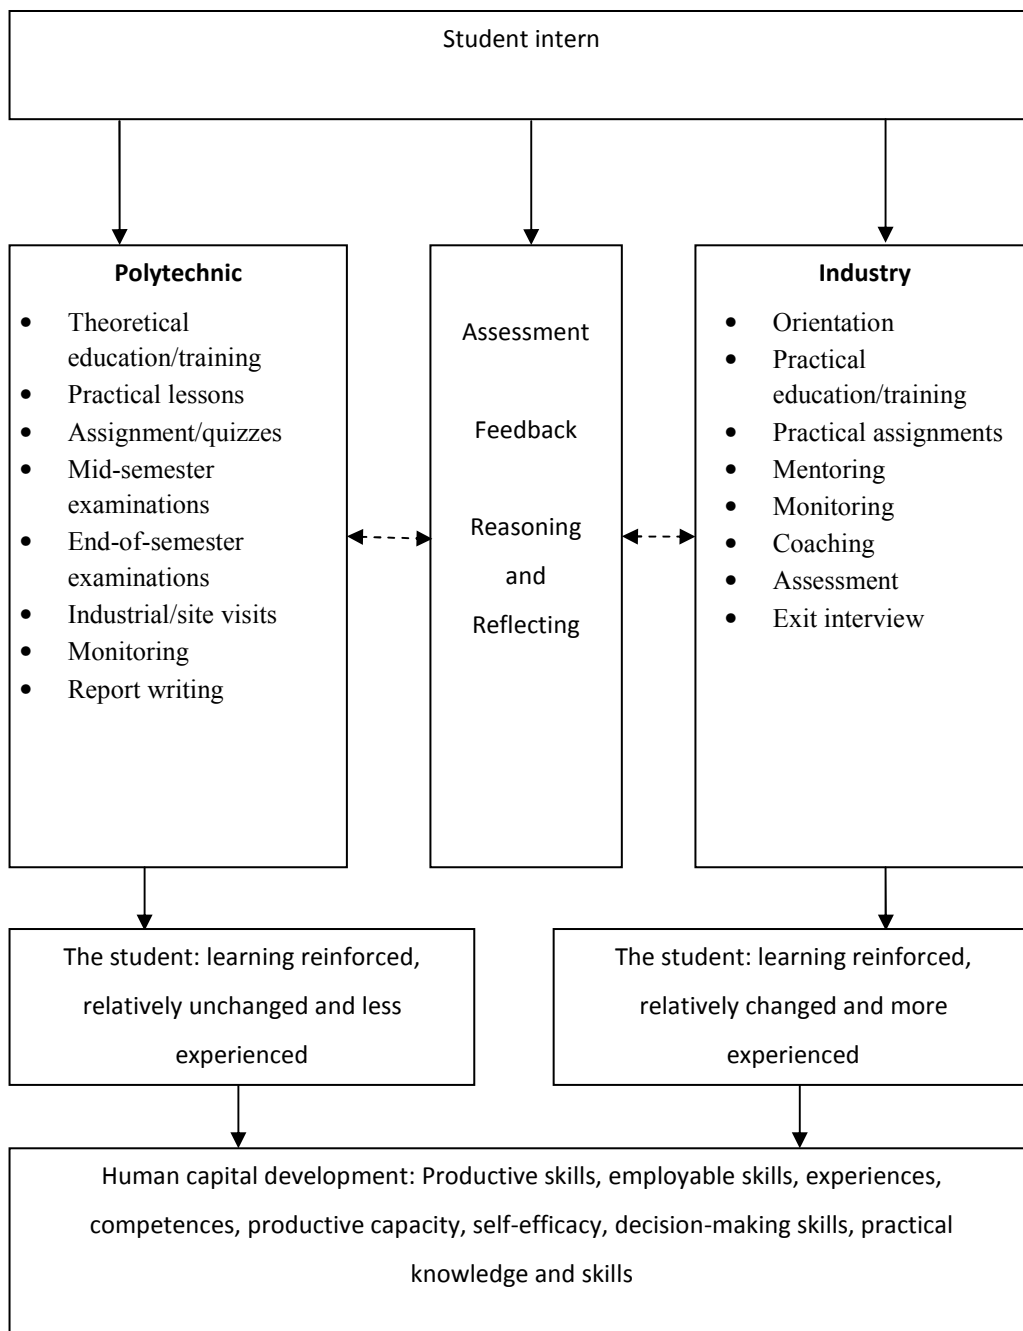 Student intern
Polytechnic
• Theoretical
education/training
• Practical lessons
• Assignment/quizzes
• Mid-semester
examinations
• End-of-semester
examinations
• Industrial/site visits
• Monitoring
• Report writing
Assessment
Feedback
Reasoning
and
Reflecting
Industry
• Orientation
• Practical
education/training
• Practical assignments
• Mentoring
• Monitoring
• Coaching
• Assessment
• Exit interview
The student: learning reinforced,
relatively unchanged and less
experienced
The student: learning reinforced,
relatively changed and more
experienced
Human capital development: Productive skills, employable skills, experiences,
competences, productive capacity, self-efficacy, decision-making skills, practical
knowledge and skills